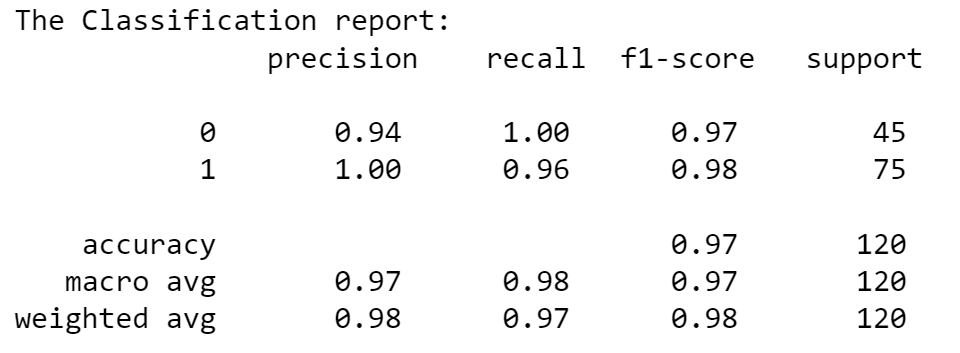 The Classification report:
precision recall f1-score support
0 0.94 1.00 0.97 45
1 1.00 0.96 0.98 75
accuracy 0.97 120
macro avg 0.97 0.98 0.97 120
weighted avg 0.98 0.97 0.98 120